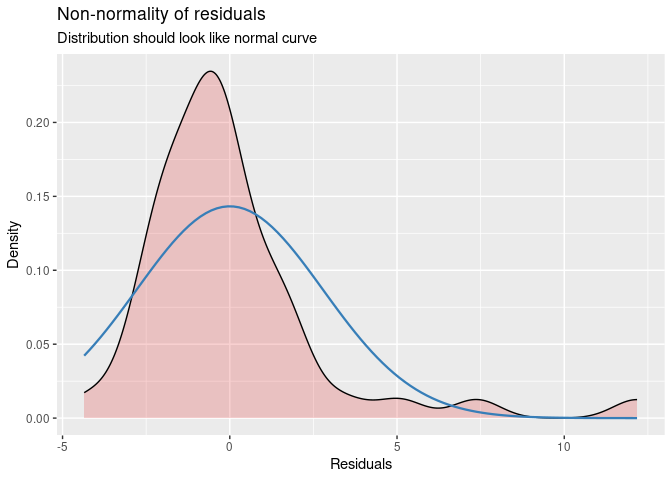 Non-normality of residuals
Distribution should look like normal curve
Density
0.20
0.15
0.10
0.05
0.00
-5
0
5
10
Residuals